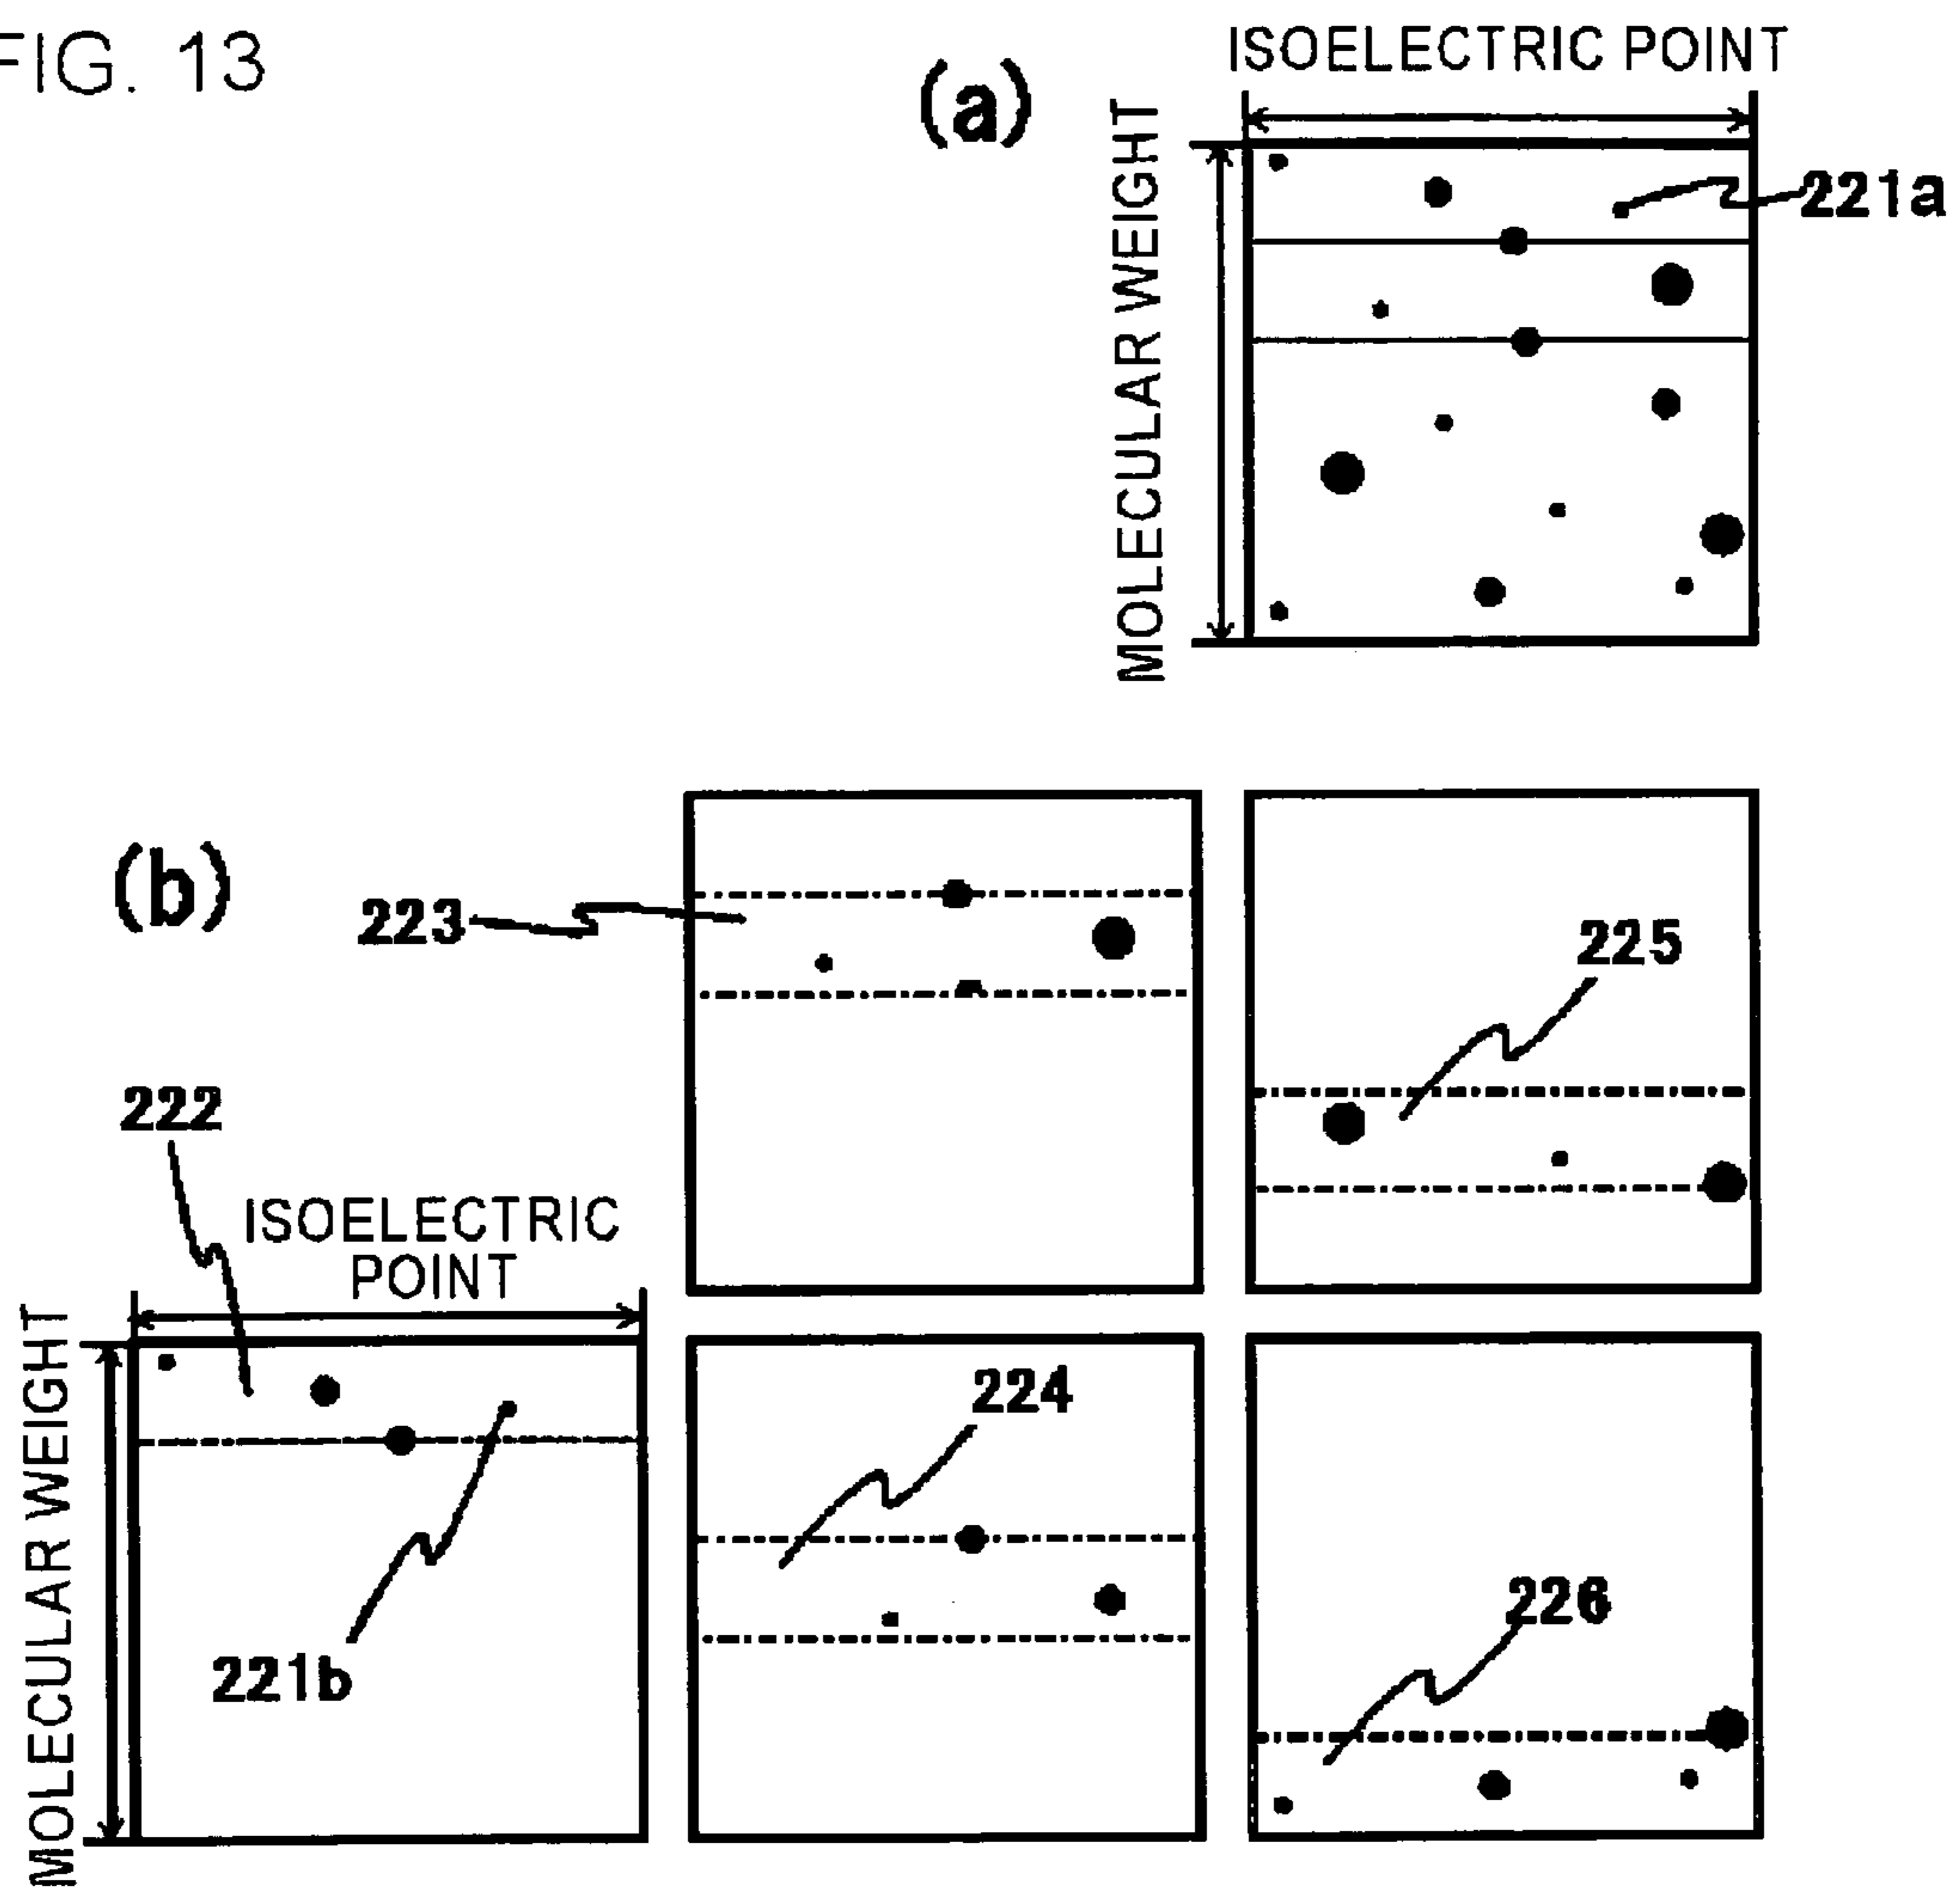 FIG. 13
(a)
ISOELECTRIC POINT
MOLECULAR WEIGHT
221a
(b)
223
225
222
ISOELECTRIC
POINT
MOLECULAR WEIGHT
224
221b
226